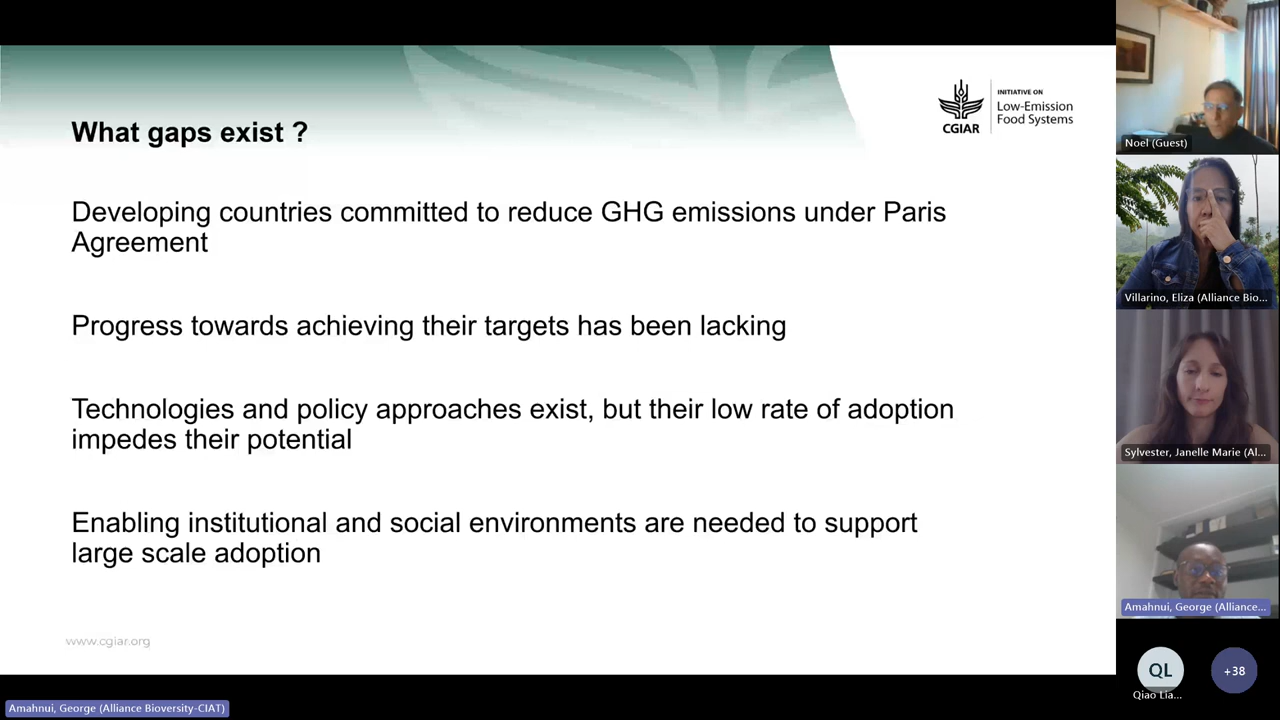 What gaps exist ?
INITIATIVE ON
Low-Emission
Food Systems
CGIAR
Developing countries committed to reduce GHG emissions under Paris
Agreement
Progress towards achieving their targets has been lacking
Technologies and policy approaches exist, but their low rate of adoption
impedes their potential
Enabling institutional and social environments are needed to support
large scale adoption
www.cgiar.org
Amahnui, George (Alliance Bioversity-CIAT)
Noel (Guest)
Villarino, Eliza (Alliance Bio...
Sylvester, Janelle Marie (Al...
Amahnui, George (Alliance...
QL
Qiao Lia...
+38